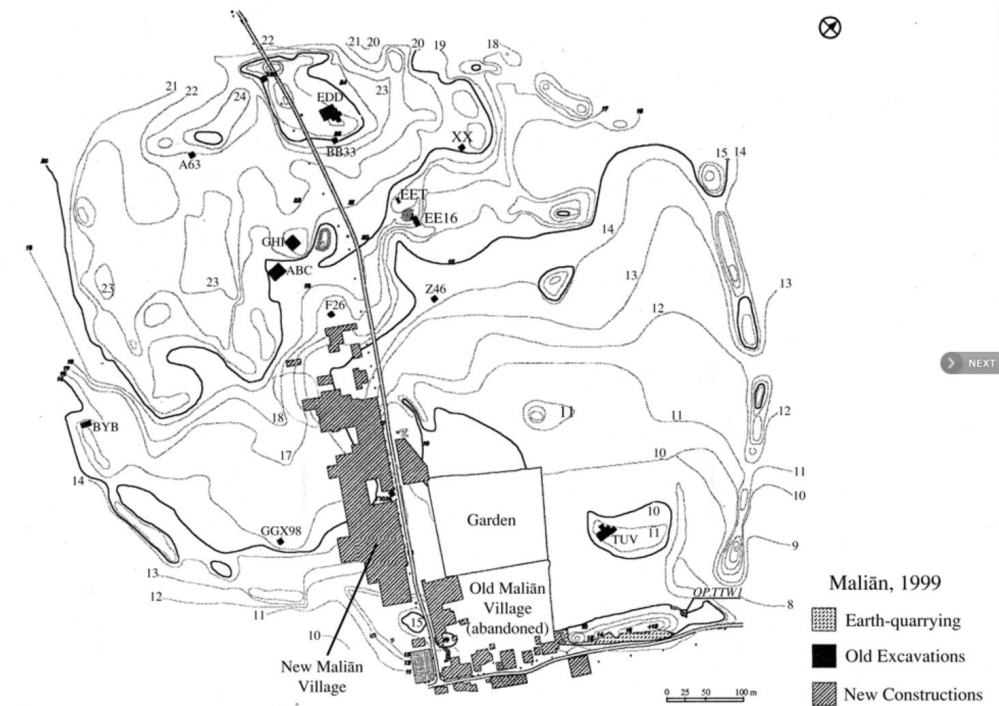 22
21 20
20
19
18
21
22
24
EDD
23
17
BB33
XX
A63
15 14
EET
EE16
GHI
14
ABC
13
23
23
Z46
13
F26
12
18
11
11
12
BYB
17
10
11
14
10
Garden
10
11
TUV
GGX98
9
13
12
11
OP.TTW1
8
Old Maliān
Village
(abandoned)
15
10
New Maliān
Village
Maliān, 1999
Earth-quarrying
Old Excavations
New Constructions
0 25 50 100 m
NEXT